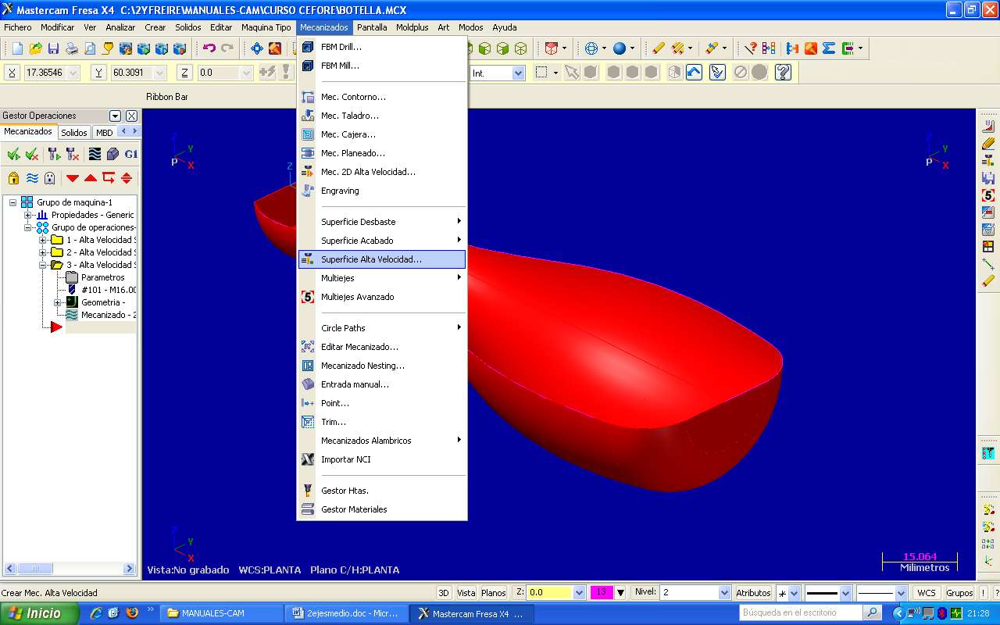 Mastercam Fresa X4 C:\2YFREIRE\MANUALES-CAM\CURSO CEFORE\BOTELLA.MCX
Fichero Modificar Ver Analizar Crear Solidos Editar Maquina Tipo Mecanizados Pantalla Moldplus Art Modos Ayuda
X 17.36546 Y 60.3091 Z 0.0 Int.
Ribbon Bar
Gestor Operaciones
Mecanizados Solidos MBD
G1
Grupo de maquina-1
Propiedades - Generic
Grupo de operaciones-
1 - Alta Velocidad S
2 - Alta Velocidad S
3 - Alta Velocidad S
Parametros
#101 - M16.00
Geometria -
Mecanizado - 2
FBM Drill...
FBM Mill...
Mec. Contorno...
Mec. Taladro...
Mec. Cajera...
Mec. Planeado...
Mec. 2D Alta Velocidad...
Engraving
Superficie Desbaste
Superficie Acabado
Superficie Alta Velocidad...
Multiejes
5 Multiejes Avanzado
Circle Paths
Editar Mecanizado...
Mecanizado Nesting...
Entrada manual...
Point...
Trim...
Mecanizados Alambricos
Importar NCI
Gestor Htas.
Gestor Materiales
Z Y P X
Z
Z Y P X
5
Z Y X
Vista:No grabado WCS:PLANTA Plano C/H:PLANTA
15.064
Milimetros
Crear Mec. Alta Velocidad 3D Vista Planos Z: 0.0 13 Nivel: 2 Atributos WCS Grupos ! ?
Inicio MANUALES-CAM 2ejesmedio.doc - Micr... Mastercam Fresa X4 ... Búsqueda en el escritorio 21:28